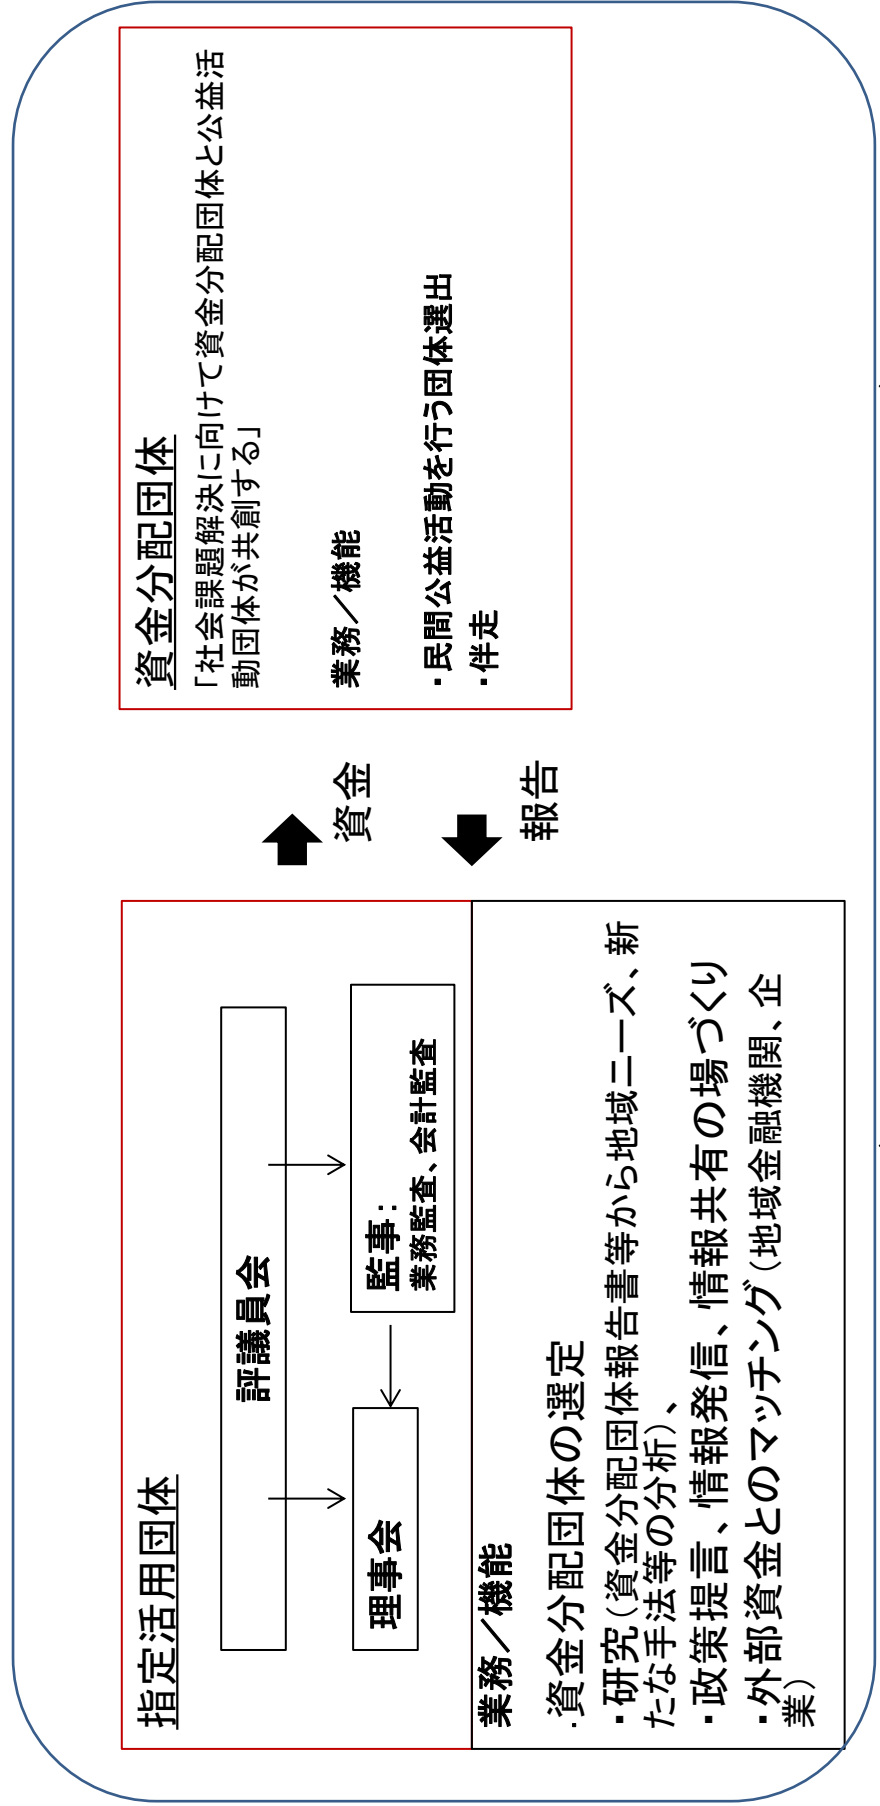 指定活用団体
評議員会
理事会
監事：
業務監査、会計監査
業務／機能
・資金分配団体の選定
・研究（資金分配団体報告書等から地域ニーズ、新
たな手法等の分析）、
・政策提言、情報発信、情報共有の場づくり
・外部資金とのマッチング（地域金融機関、企
業）
資金
報告
資金分配団体
「社会課題解決に向けて資金分配団体と公益活
動団体が共創する」
業務／機能
・民間公益活動を行う団体選出
・伴走